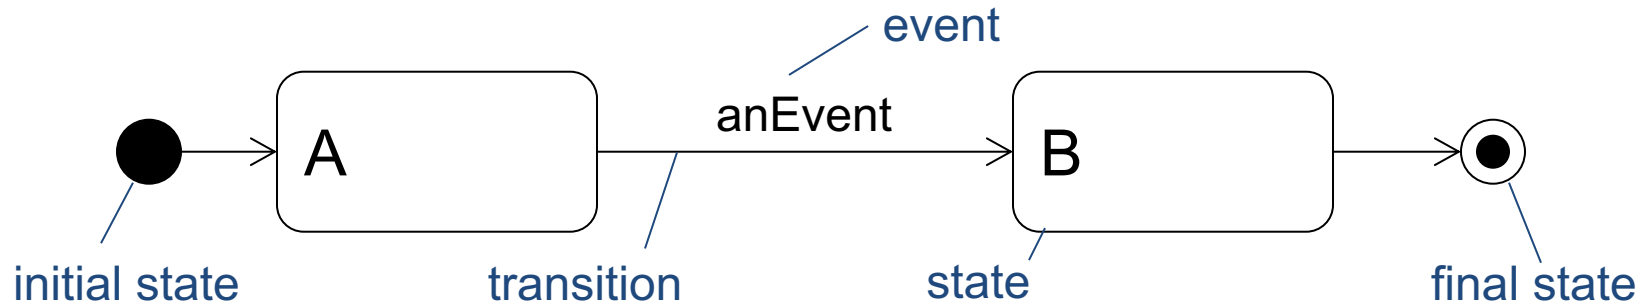 event
anEvent
A
B
initial state
transition
state
final state